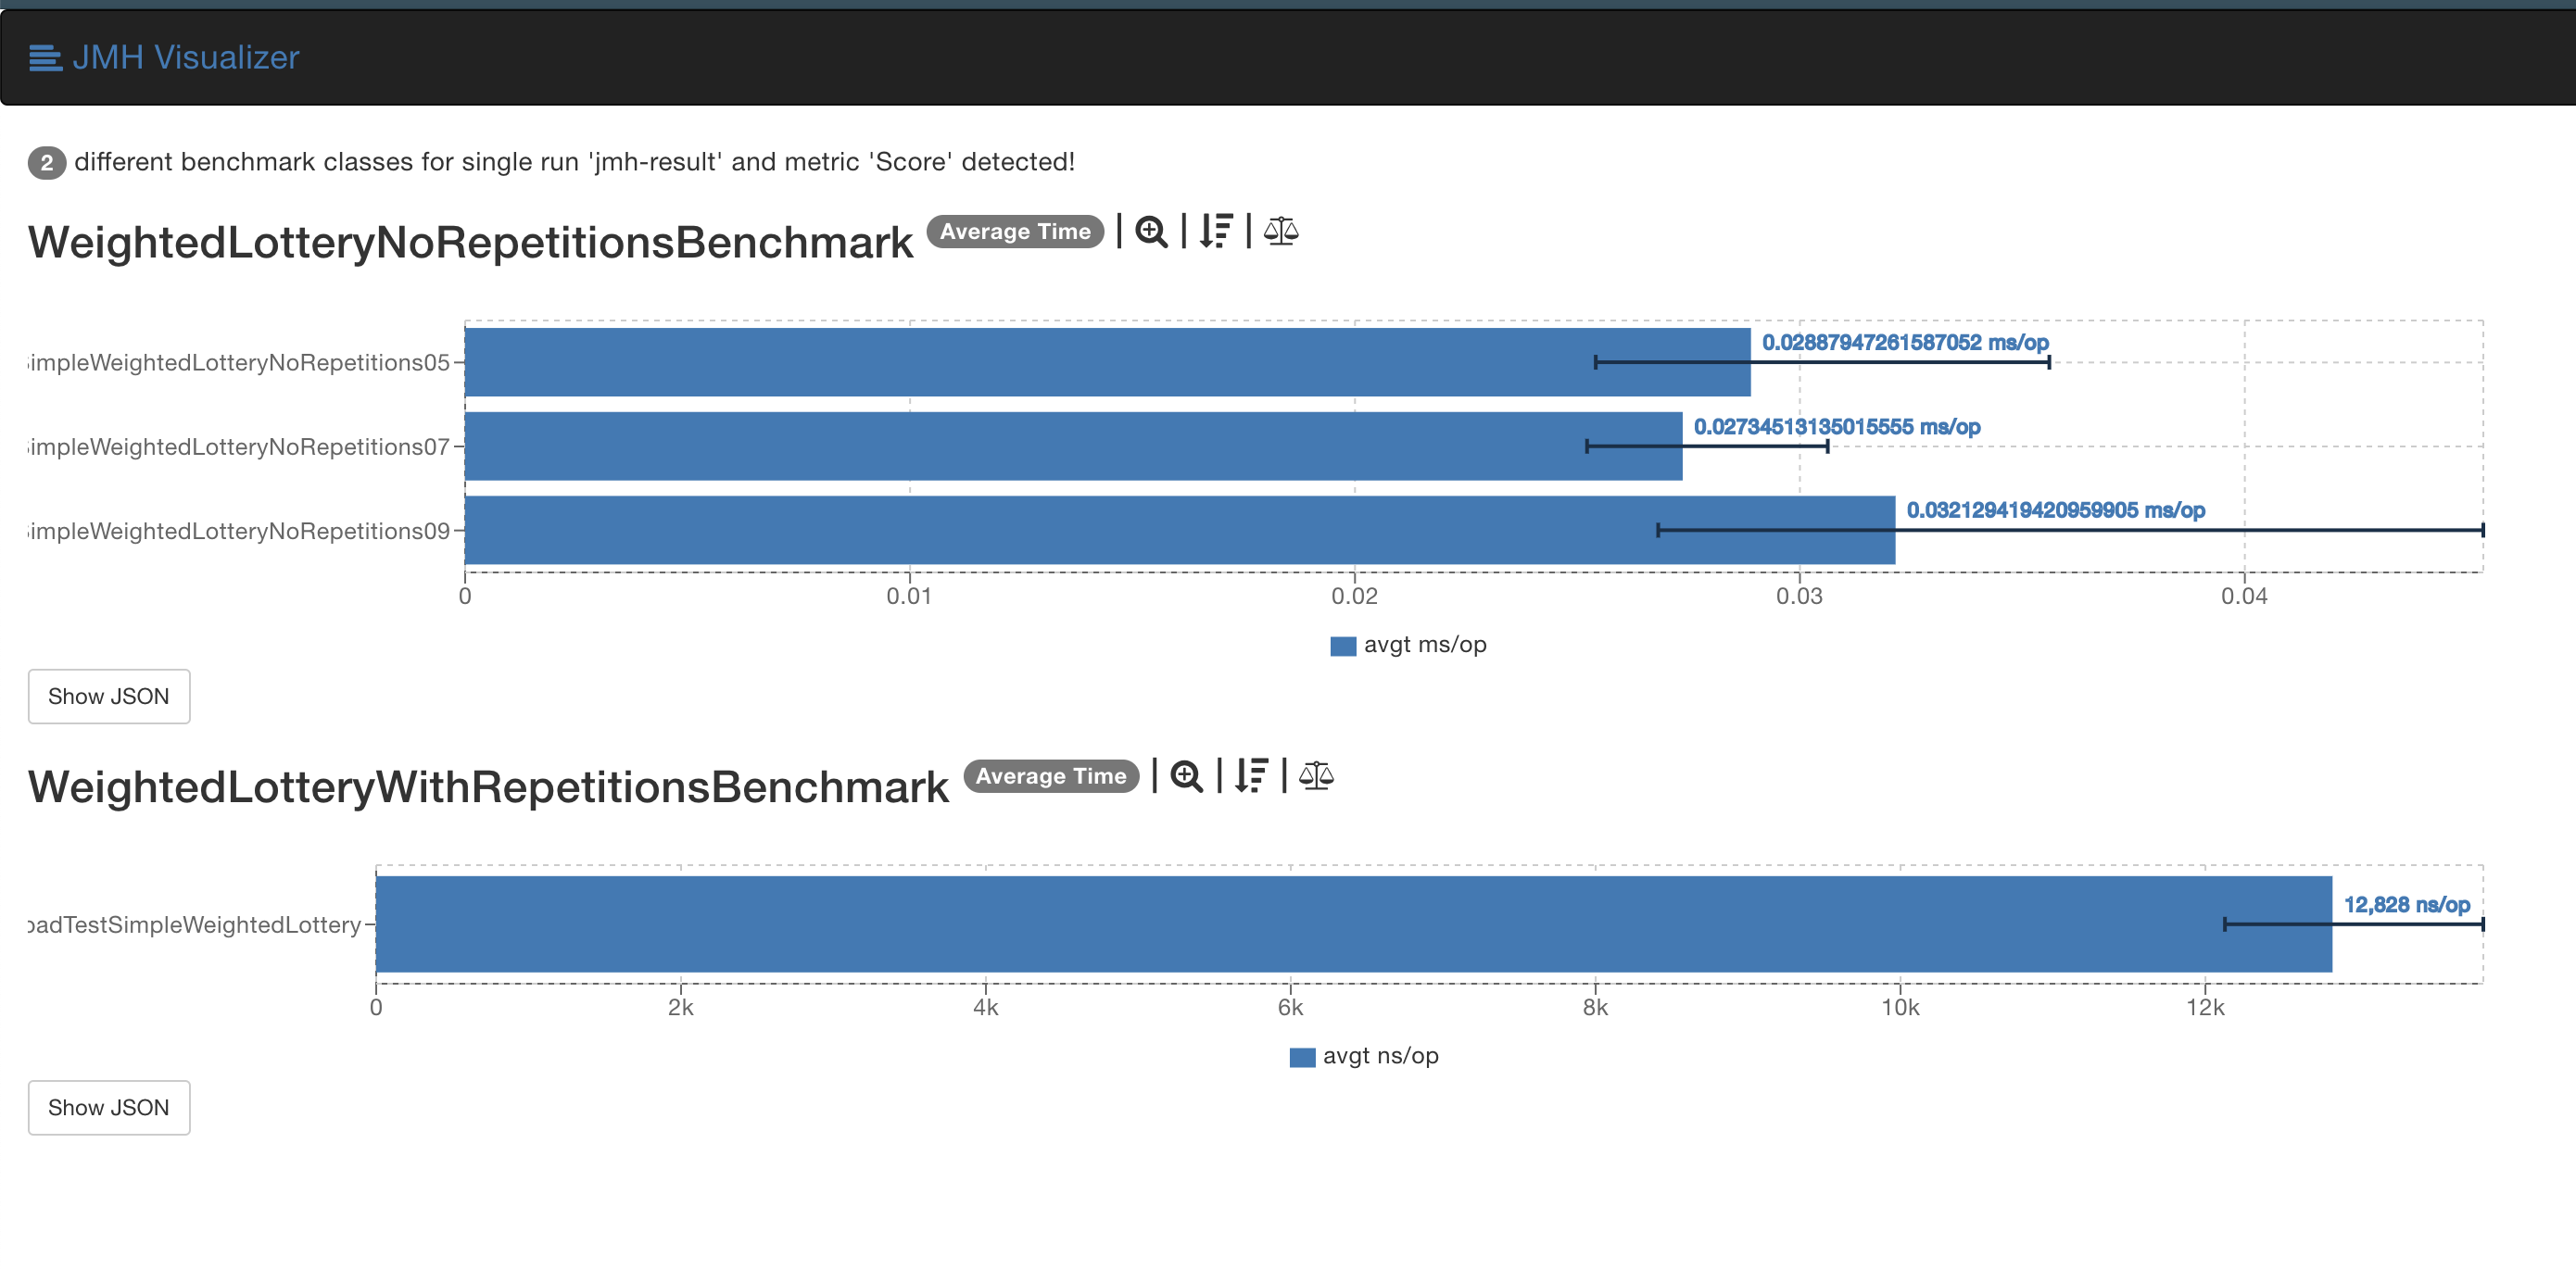 JMH Visualizer
2 different benchmark classes for single run 'jmh-result' and metric 'Score' detected!
WeightedLotteryNoRepetitionsBenchmark Average Time
impleWeightedLotteryNoRepetitions05
0.02887947261587052 ms/op
impleWeightedLotteryNoRepetitions07
0.02734513135015555 ms/op
impleWeightedLotteryNoRepetitions09
0.032129419420959905 ms/op
0 0.01 0.02 0.03 0.04
avgt ms/op
Show JSON
WeightedLotteryWithRepetitionsBenchmark Average Time
oadTestSimpleWeightedLottery
12,828 ns/op
0 2k 4k 6k 8k 10k 12k
avgt ns/op
Show JSON